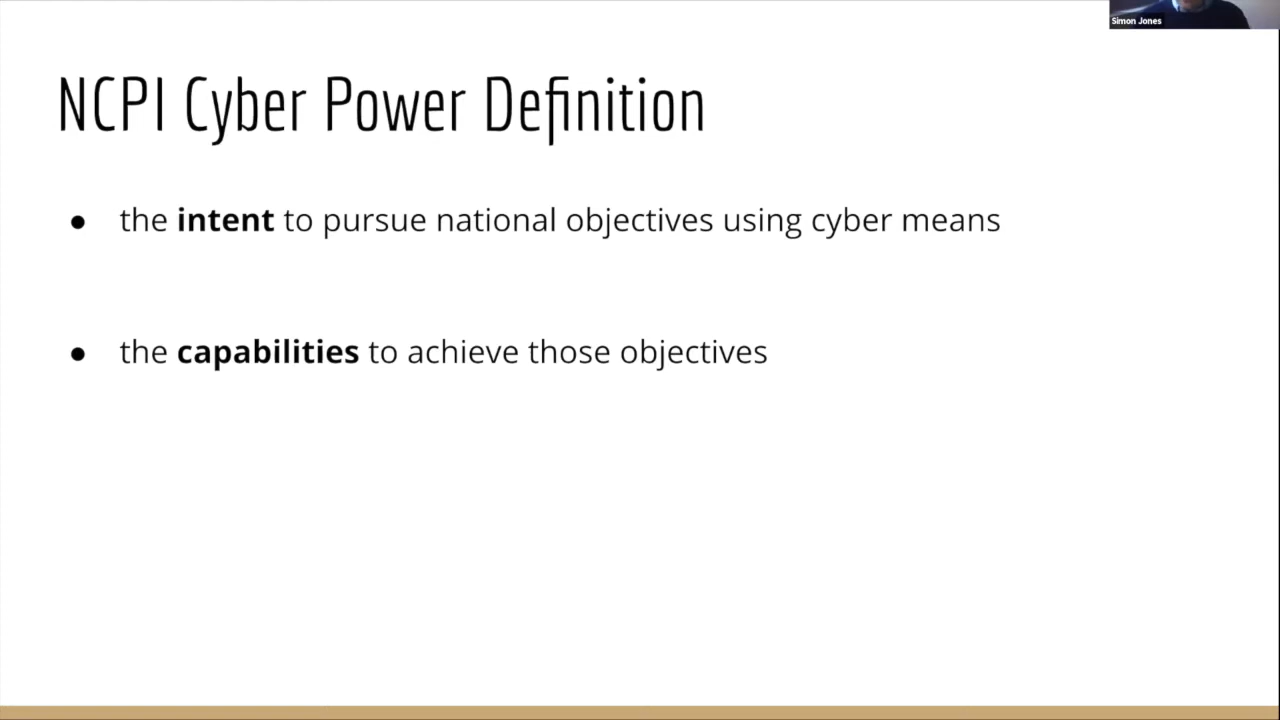 Simon Jones
NCPI Cyber Power Definition
● the intent to pursue national objectives using cyber means
● the capabilities to achieve those objectives